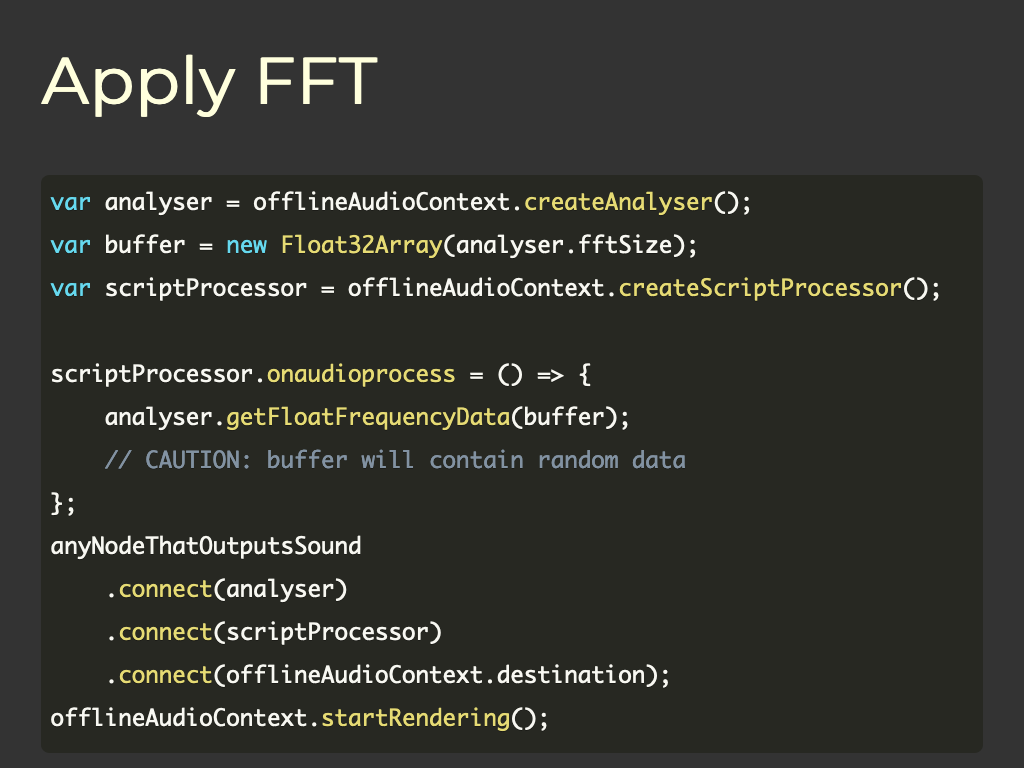 Apply FFT
var analyser = offlineAudioContext.createAnalyser();
var buffer = new Float32Array(analyser.fftSize);
var scriptProcessor = offlineAudioContext.createScriptProcessor();
scriptProcessor.onaudioprocess = () => {
    analyser.getFloatFrequencyData(buffer);
    // CAUTION: buffer will contain random data
};
anyNodeThatOutputsSound
    .connect(analyser)
    .connect(scriptProcessor)
    .connect(offlineAudioContext.destination);
offlineAudioContext.startRendering();